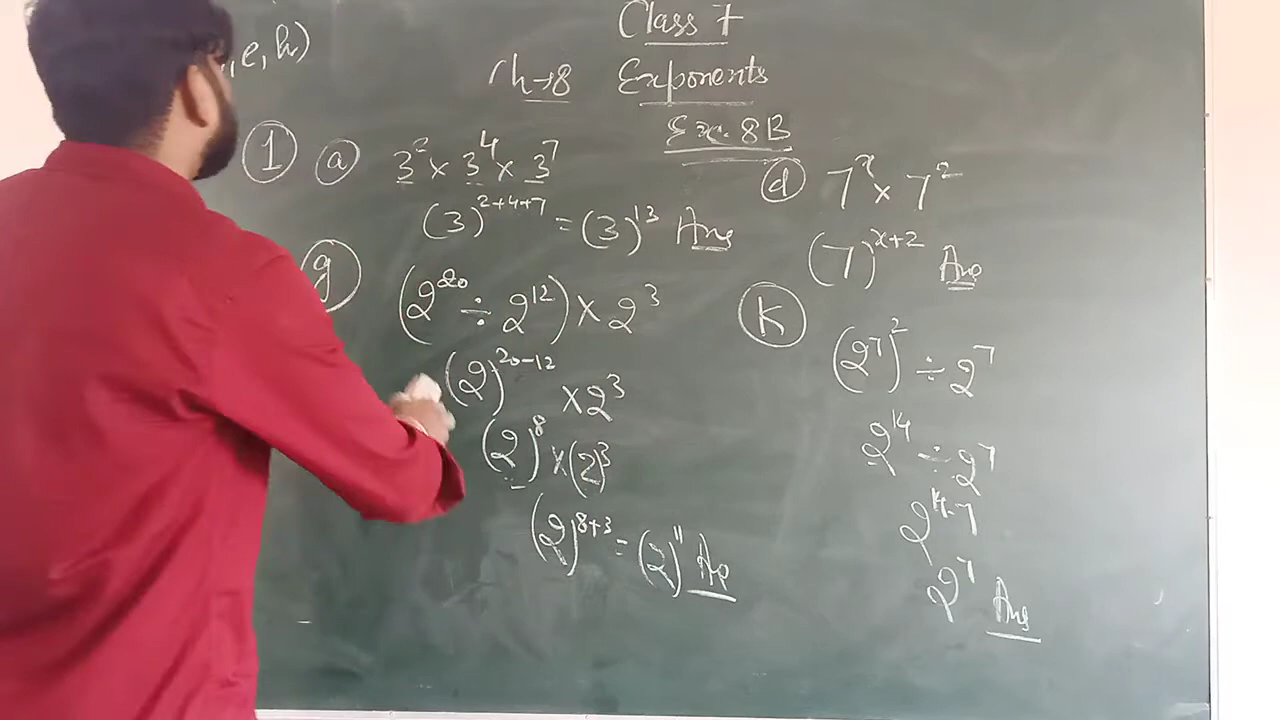 , e, h)
Class 7
Ch→8 Exponents
Ex. 8B
① ⓐ 3² × 3⁴ × 3⁷
(3)²⁺⁴⁺⁷ = (3)¹³ Ans
ⓖ (2²⁰ ÷ 2¹²) × 2³
(2)²⁰⁻¹² × 2³
(2)⁸ × (2)³
(2)⁸⁺³ = (2)¹¹ Ans
ⓓ 7ˣ × 7²
(7)ˣ⁺² Ans
Ⓚ (2⁷)² ÷ 2⁷
2¹⁴ ÷ 2⁷
2¹⁴⁻⁷
2⁷ Ans